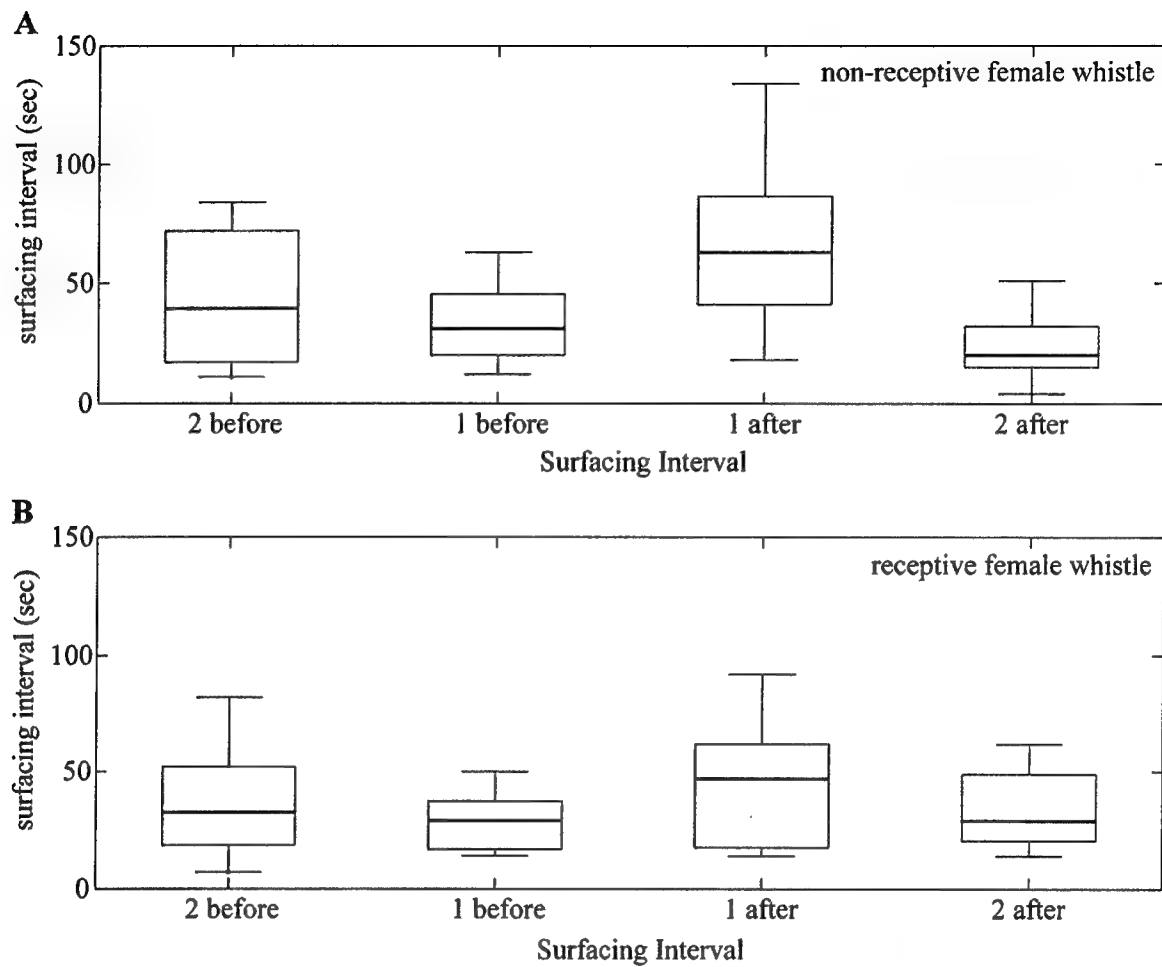 A
150
non-receptive female whistle
surfacing interval (sec)
100
50
0
2 before 1 before 1 after 2 after
Surfacing Interval
B
150
receptive female whistle
surfacing interval (sec)
100
50
0
2 before 1 before 1 after 2 after
Surfacing Interval